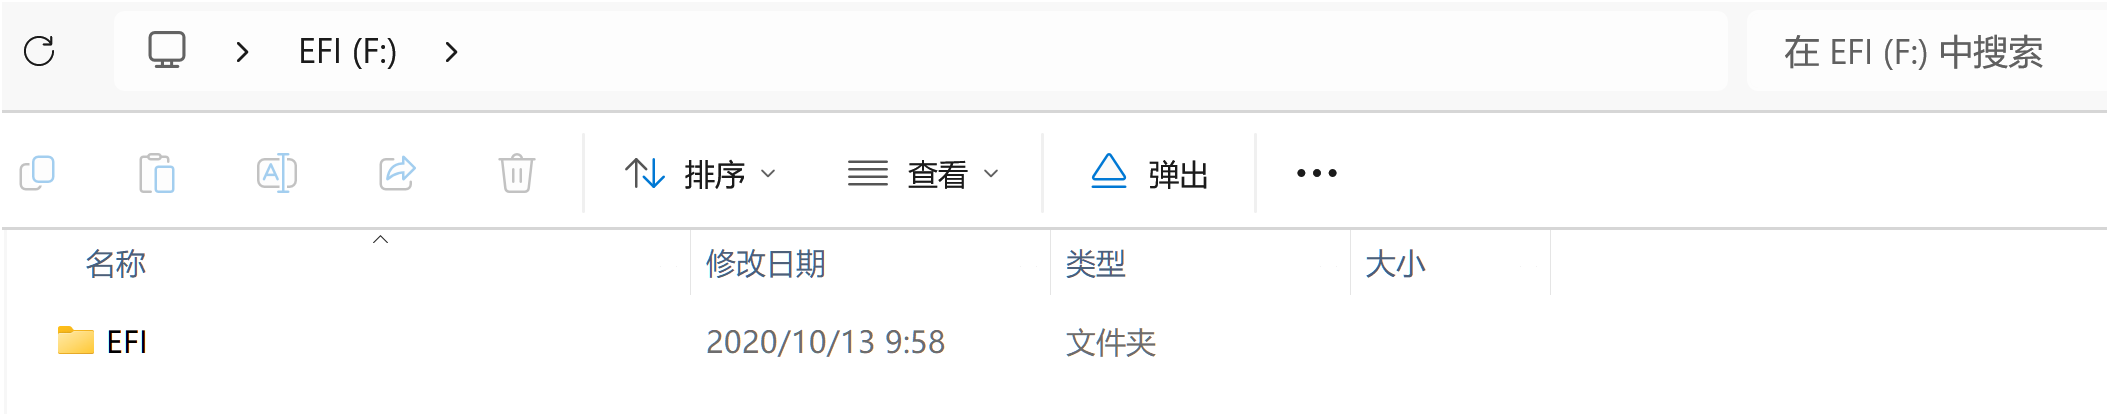 EFI (F:)
在 EFI (F:) 中搜索
排序 查看 弹出
名称 修改日期 类型 大小
EFI 2020/10/13 9:58 文件夹